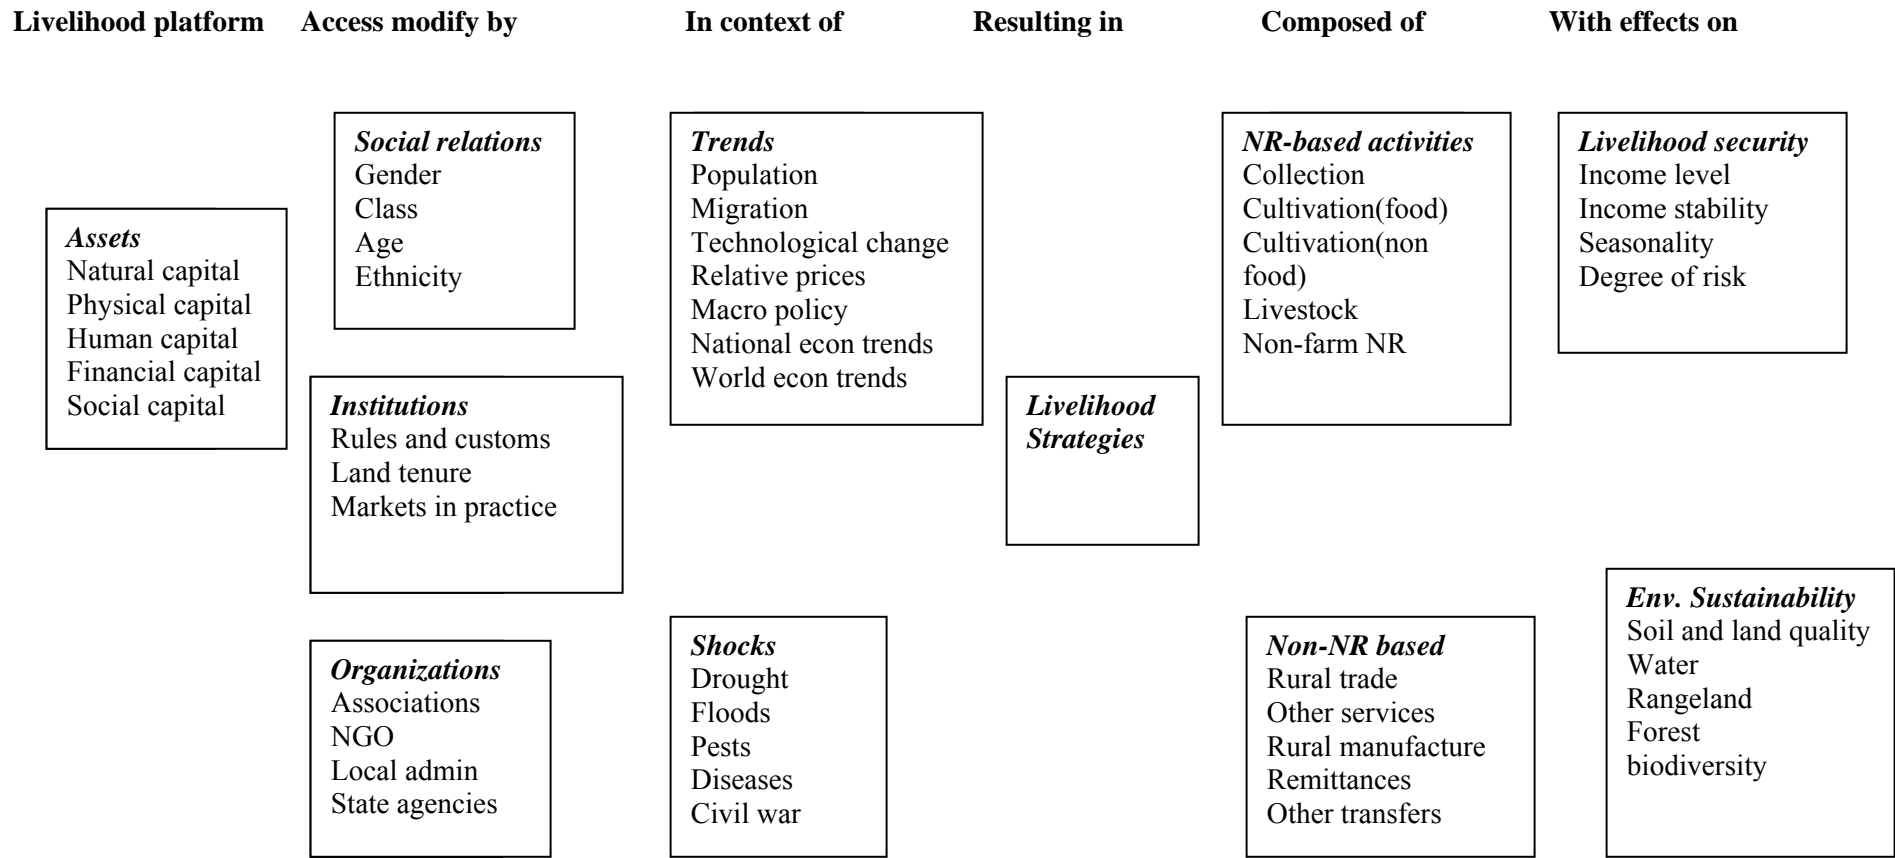 Livelihood platform
Access modify by
In context of
Resulting in
Composed of
With effects on
Assets
Natural capital
Physical capital
Human capital
Financial capital
Social capital
Social relations
Gender
Class
Age
Ethnicity
Institutions
Rules and customs
Land tenure
Markets in practice
Organizations
Associations
NGO
Local admin
State agencies
Trends
Population
Migration
Technological change
Relative prices
Macro policy
National econ trends
World econ trends
Shocks
Drought
Floods
Pests
Diseases
Civil war
Livelihood
Strategies
NR-based activities
Collection
Cultivation(food)
Cultivation(non
food)
Livestock
Non-farm NR
Non-NR based
Rural trade
Other services
Rural manufacture
Remittances
Other transfers
Livelihood security
Income level
Income stability
Seasonality
Degree of risk
Env. Sustainability
Soil and land quality
Water
Rangeland
Forest
biodiversity